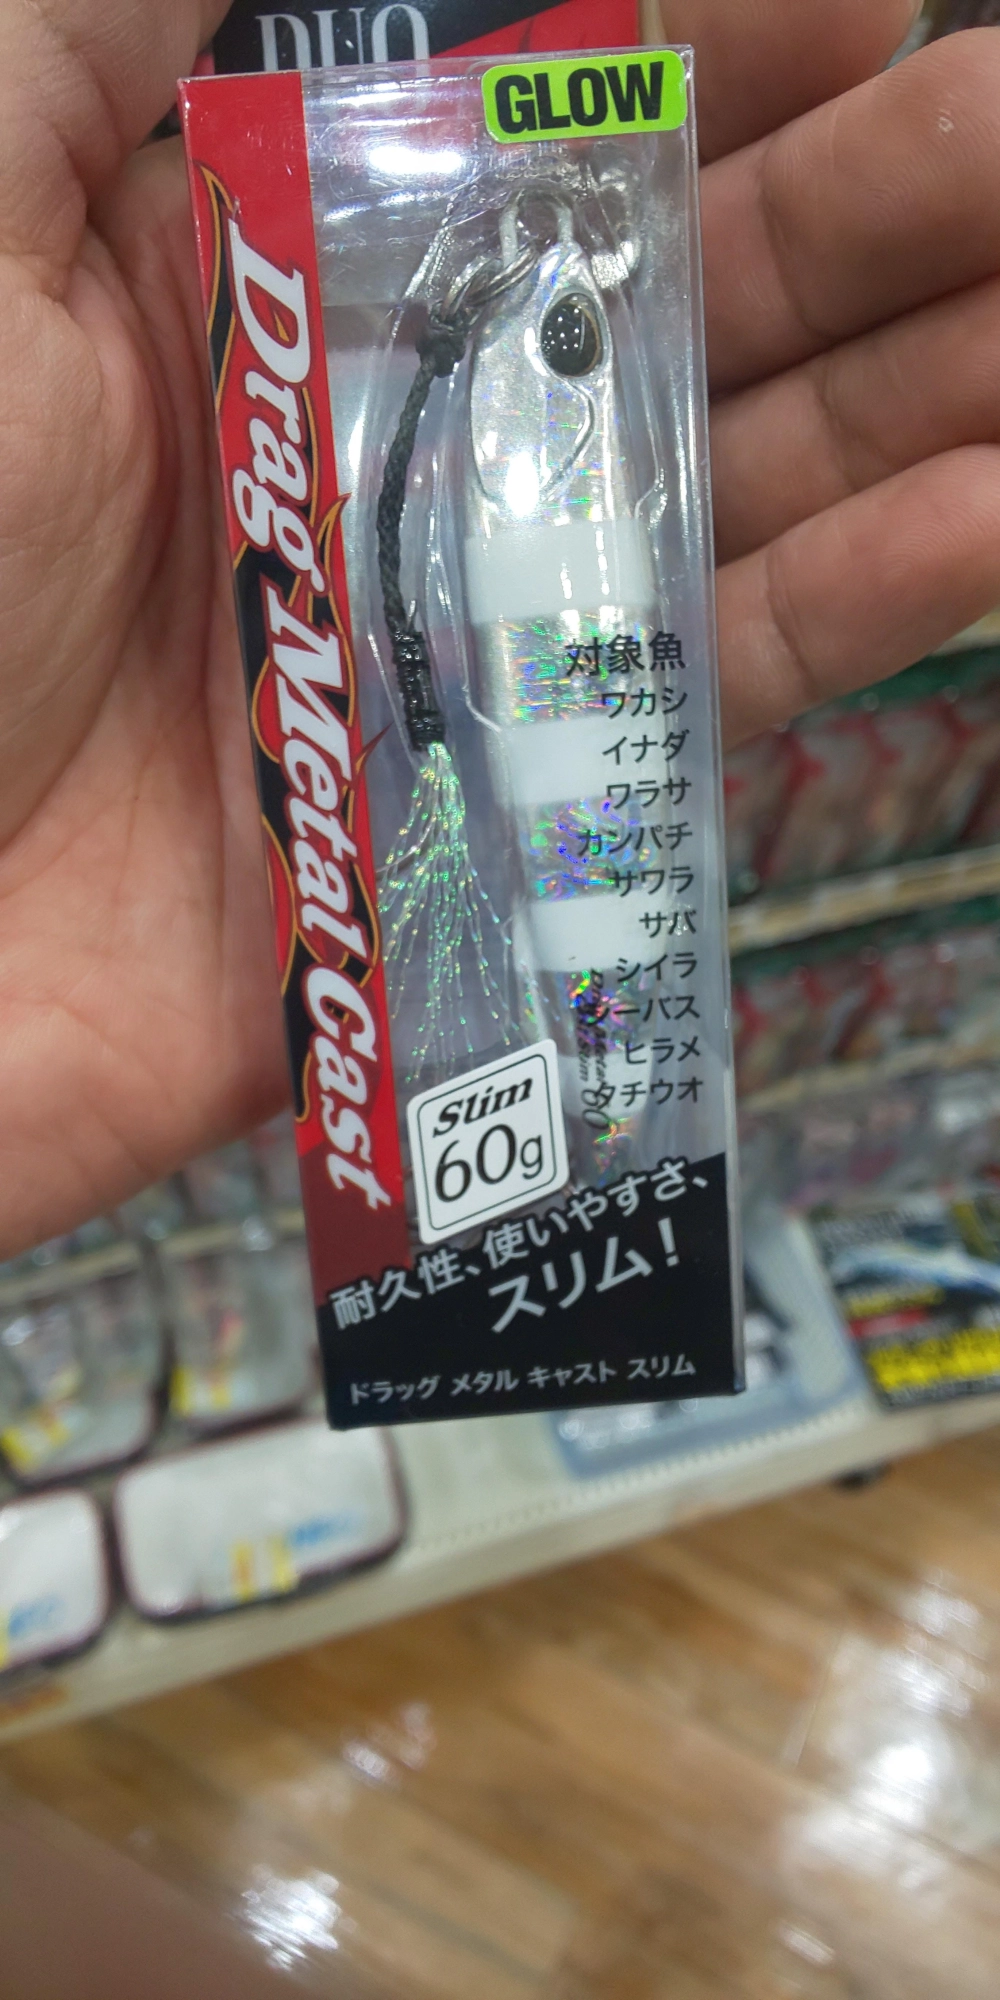 DUO
GLOW
Drag Metal Cast
対象魚
ワカシ
イナダ
ワラサ
カンパチ
サワラ
サバ
シイラ
シーバス
ヒラメ
タチウオ
Slim
60g
耐久性、使いやすさ、
スリム!
ドラッグ メタル キャスト スリム